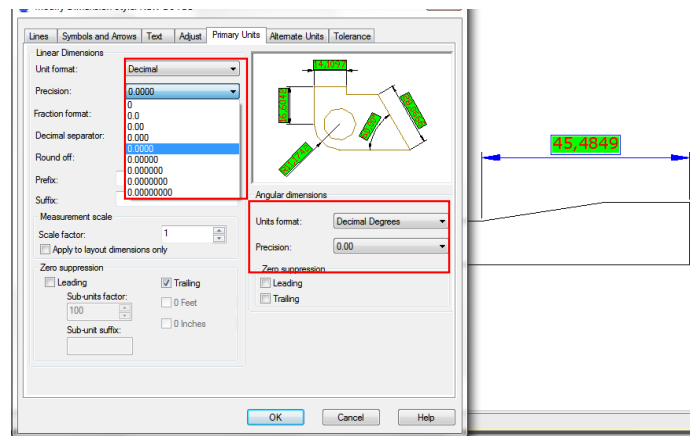 Lines Symbols and Arrows Text Adjust Primary Units Alternate Units Tolerance
Linear Dimensions
Unit format: Decimal
Precision: 0.0000
0
0.0
0.00
0.000
0.0000
0.00000
0.000000
0.0000000
0.00000000
Fraction format:
Decimal separator:
Round off:
Prefix:
Suffix:
Measurement scale
Scale factor: 1
Apply to layout dimensions only
Zero suppression
Leading Trailing
Sub-units factor: 0 Feet
100
Sub-unit suffix: 0 Inches
14,1097
Angular dimensions
Units format: Decimal Degrees
Precision: 0.00
Zero suppression
Leading
Trailing
OK Cancel Help
45,4849